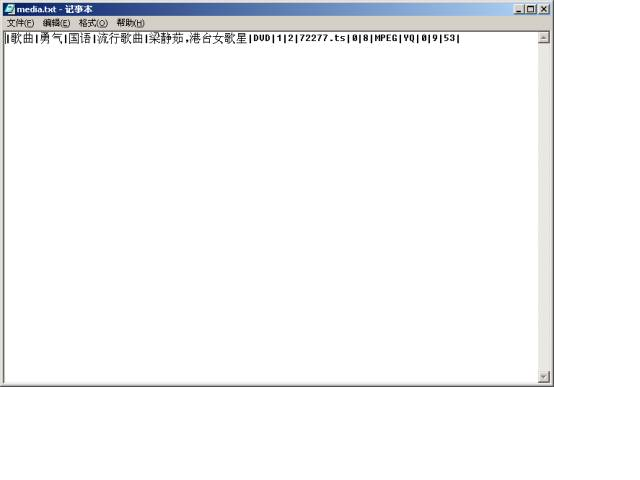 media.txt - 记事本
文件(F) 编辑(E) 格式(O) 帮助(H)
|歌曲|勇气|国语|流行歌曲|梁静茹,港台女歌星|DVD|1|2|72277.ts|0|8|MPEG|YQ|0|9|53|